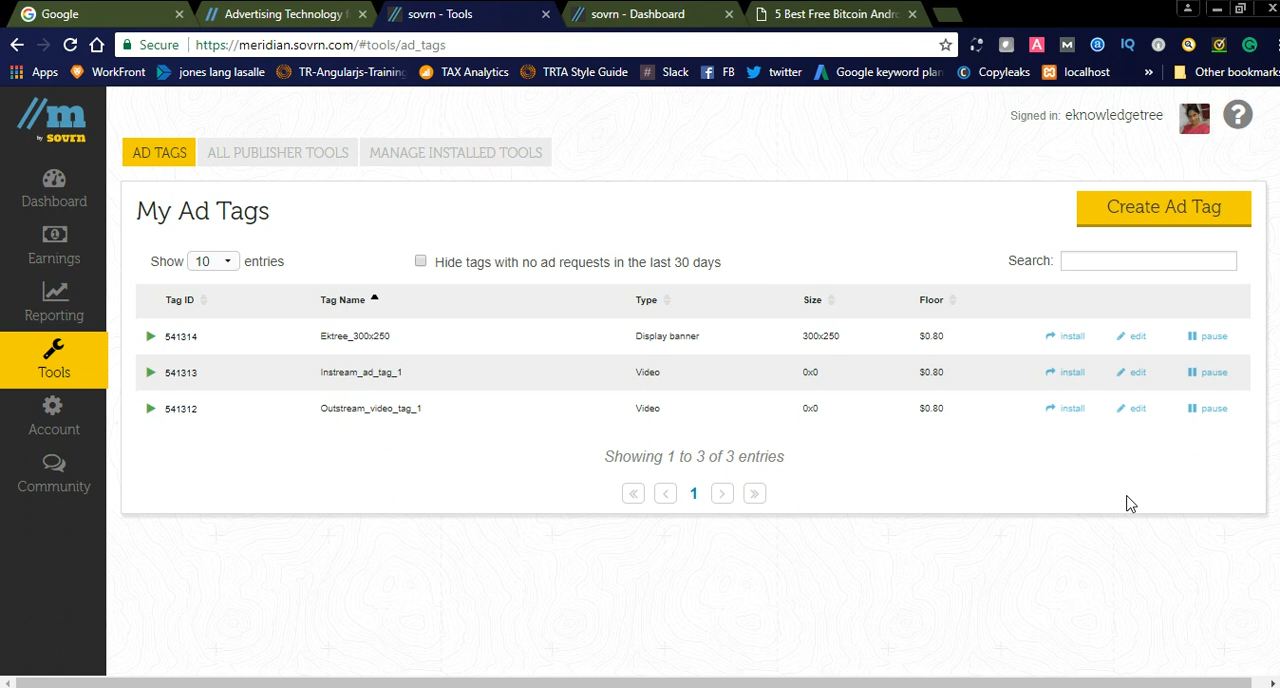 Google
Advertising Technology f
sovrn - Tools
sovrn - Dashboard
5 Best Free Bitcoin Andr
Secure
https://meridian.sovrn.com/#tools/ad_tags
Apps
WorkFront
jones lang lasalle
TR-Angularjs-Training
TAX Analytics
TRTA Style Guide
Slack
FB
twitter
Google keyword plan
Copyleaks
localhost
»
Other bookmarks
//m
by sovrn
Signed in: eknowledgetree
?
AD TAGS
ALL PUBLISHER TOOLS
MANAGE INSTALLED TOOLS
Dashboard
Earnings
Reporting
Tools
Account
Community
My Ad Tags
Create Ad Tag
Show 10 entries
Hide tags with no ad requests in the last 30 days
Search:
Tag ID Tag Name Type Size Floor
541314 Ektree_300x250 Display banner 300x250 $0.80 install edit pause
541313 Instream_ad_tag_1 Video 0x0 $0.80 install edit pause
541312 Outstream_video_tag_1 Video 0x0 $0.80 install edit pause
Showing 1 to 3 of 3 entries
« ‹ 1 › »